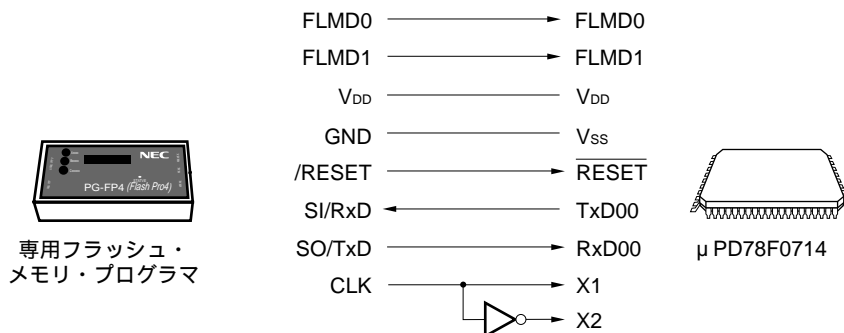 FLMD0 FLMD0
FLMD1 FLMD1
VDD VDD
GND VSS
/RESET RESET
SI/RxD TxD00
SO/TxD RxD00
CLK X1
X2
NEC
PG-FP4 (Flash Pro4)
専用フラッシュ・
メモリ・プログラマ
μPD78F0714